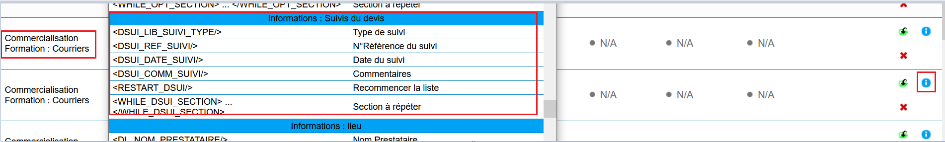 <WHILE_OPT_SECTION> ... </WHILE_OPT_SECTION> Section à répéter
Informations : Suivis du devis
Commercialisation
Formation : Courriers
<DSUI_LIB_SUIVI_TYPE/> Type de suivi
<DSUI_REF_SUIVI/> N°Référence du suivi
<DSUI_DATE_SUIVI/> Date du suivi
<DSUI_COMM_SUIVI/> Commentaires
<RESTART_DSUI/> Recommencer la liste
<WHILE_DSUI_SECTION> ...
</WHILE_DSUI_SECTION> Section à répéter
N/A N/A N/A
Commercialisation
Formation : Courriers
N/A N/A N/A
Informations : lieu
Commercialisation
<DL_NOM_PRESTATAIRE/> Nom Prestataire